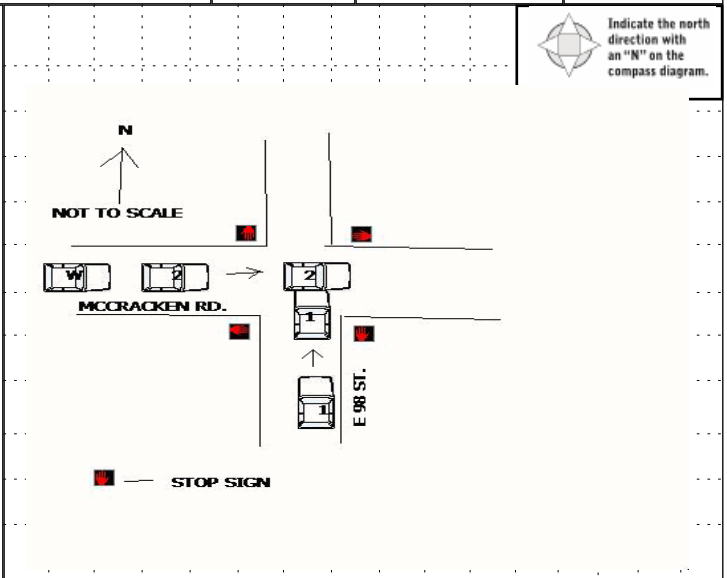 Indicate the north
direction with
an "N" on the
compass diagram.
N
NOT TO SCALE
W
2
2
MCCRACKEN RD.
1
1
E 98 ST.
STOP SIGN